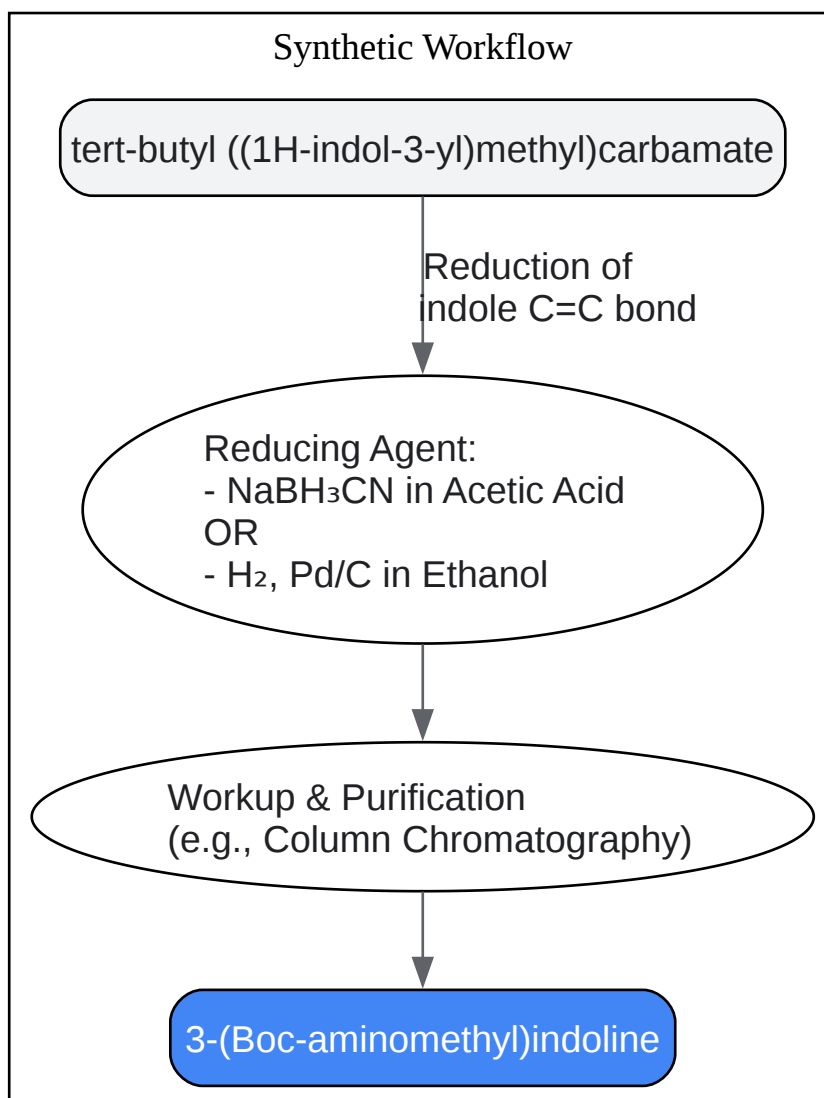 Synthetic Workflow
tert-butyl ((1H-indol-3-yl)methyl)carbamate
Reduction of
indole C=C bond
Reducing Agent:
- NaBH₃CN in Acetic Acid
OR
- H₂, Pd/C in Ethanol
Workup & Purification
(e.g., Column Chromatography)
3-(Boc-aminomethyl)indoline